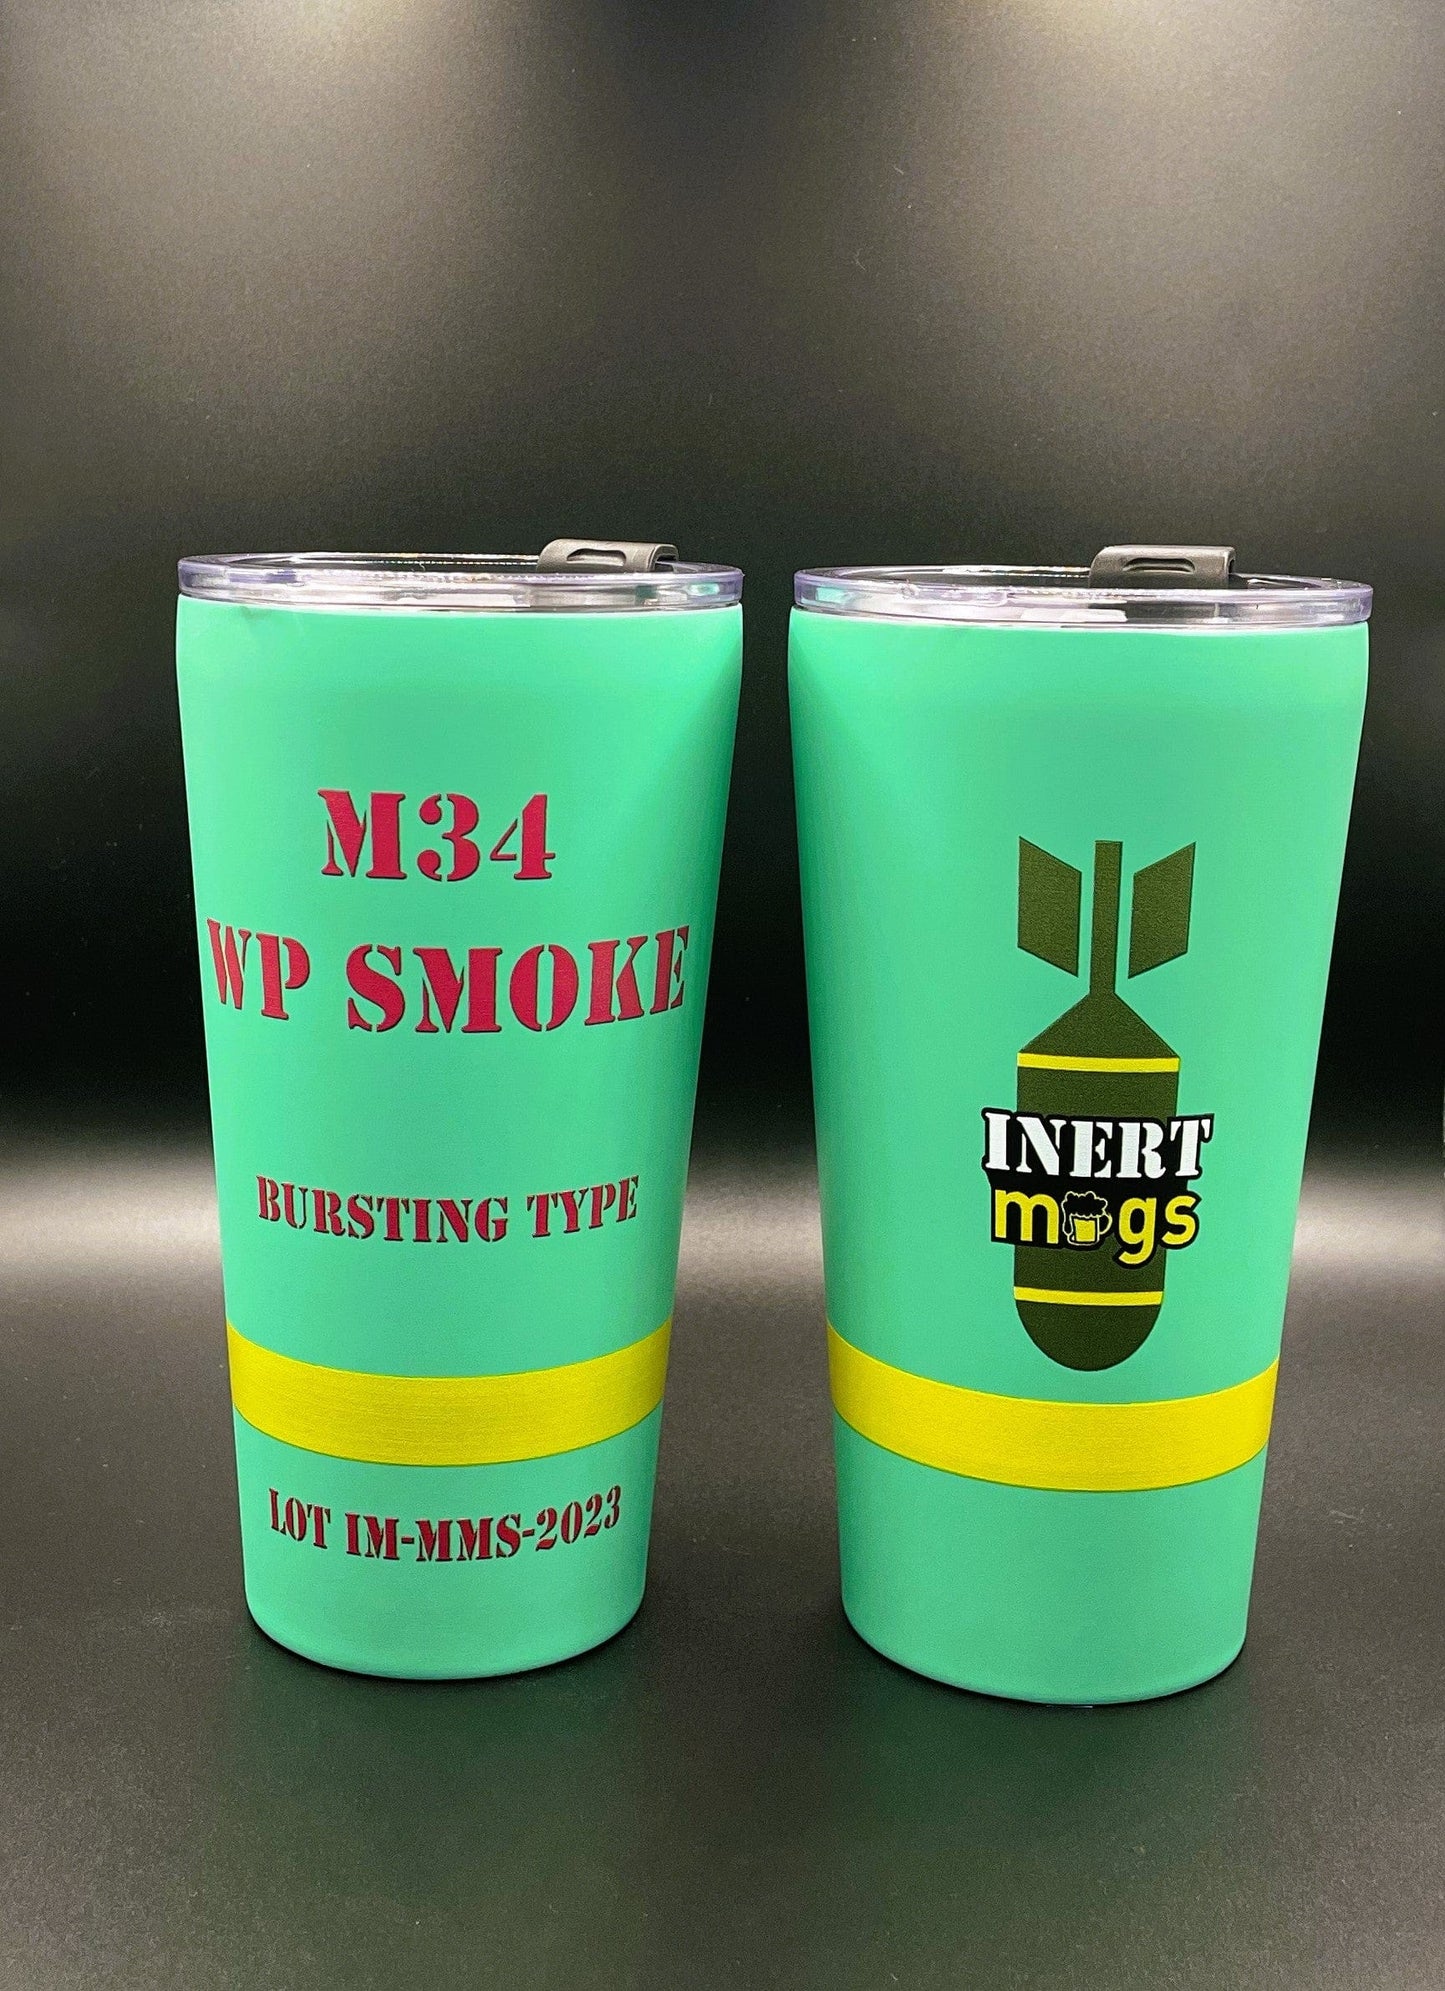 M34
WP SMOKE
BURSTING TYPE
LOT IM-MMS-2023
INERT
mugs